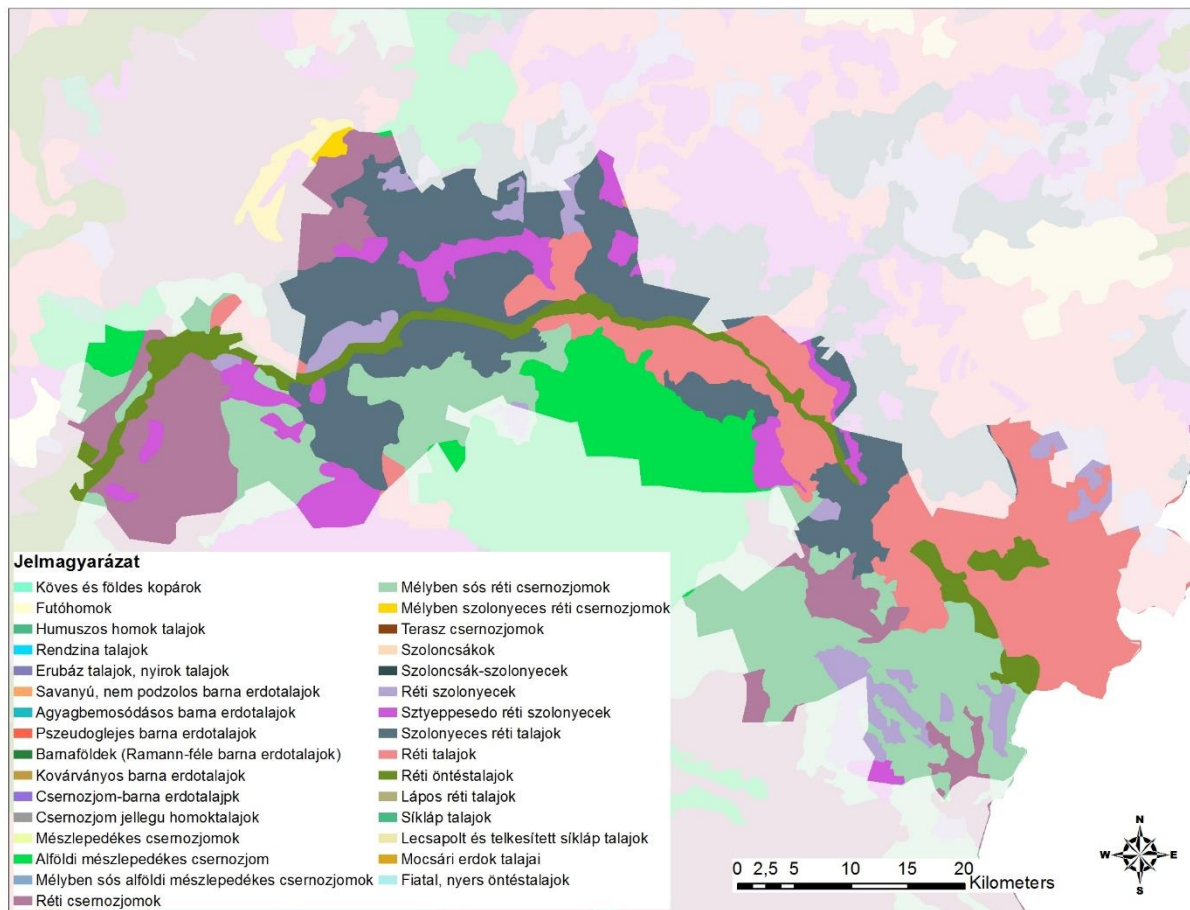 Jelmagyarázat
Köves és földes kopárok
Futóhomok
Humuszos homok talajok
Rendzina talajok
Erubáz talajok, nyirok talajok
Savanyú, nem podzolos barna erdotalajok
Agyagbemosódásos barna erdotalajok
Pszeudoglejes barna erdotalajok
Barnaföldek (Ramann-féle barna erdotalajok)
Kovárványos barna erdotalajok
Csernozjom-barna erdotalajpk
Csernozjom jellegu homoktalajok
Mészlepedékes csernozjomok
Alföldi mészlepedékes csernozjom
Mélyben sós alföldi mészlepedékes csernozjomok
Réti csernozjomok
Mélyben sós réti csernozjomok
Mélyben szolonyeces réti csernozjomok
Terasz csernozjomok
Szoloncsákok
Szoloncsák-szolonyecek
Réti szolonyecek
Sztyeppesedo réti szolonyecek
Szolonyeces réti talajok
Réti talajok
Réti öntéstalajok
Lápos réti talajok
Síkláp talajok
Lecsapolt és telkesített síkláp talajok
Mocsári erdok talajai
Fiatal, nyers öntéstalajok
0 2,5 5 10 15 20
Kilometers
N
W E
S